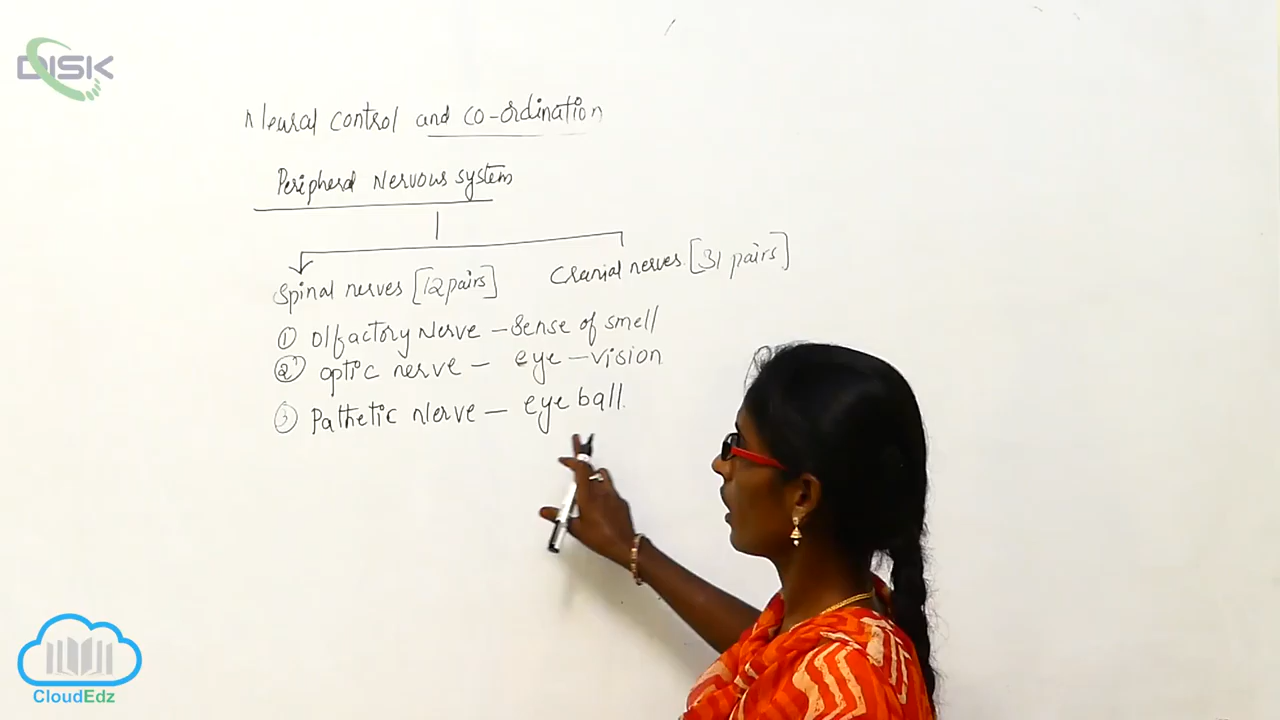 DISK
Neural control and co-ordination
Peripheral Nervous system
Spinal nerves [12 pairs]
Cranial nerves [31 pairs]
① Olfactory Nerve - Sense of smell
② optic nerve - eye - vision
③ Pathetic Nerve - eye ball.
CloudEdz